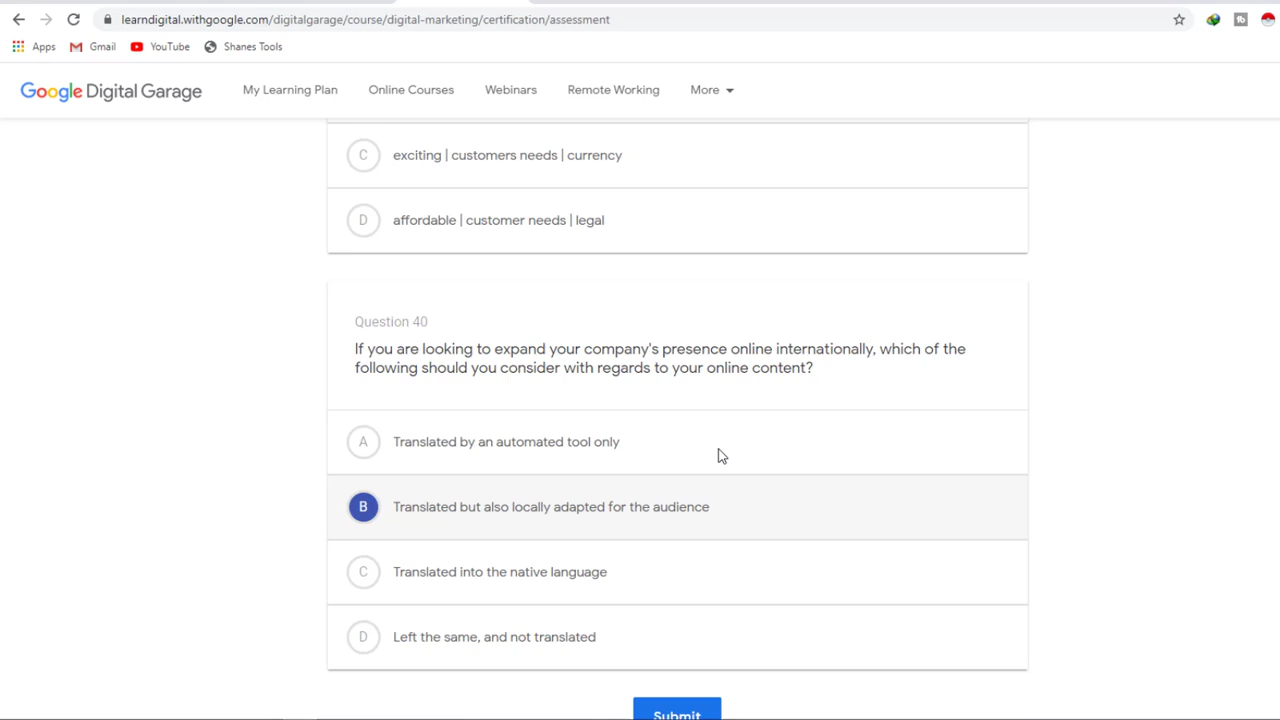 learndigital.withgoogle.com/digitalgarage/course/digital-marketing/certification/assessment
Apps Gmail YouTube Shanes Tools
Google Digital Garage My Learning Plan Online Courses Webinars Remote Working More
C exciting | customers needs | currency
D affordable | customer needs | legal
Question 40
If you are looking to expand your company's presence online internationally, which of the
following should you consider with regards to your online content?
A Translated by an automated tool only
B Translated but also locally adapted for the audience
C Translated into the native language
D Left the same, and not translated
Submit